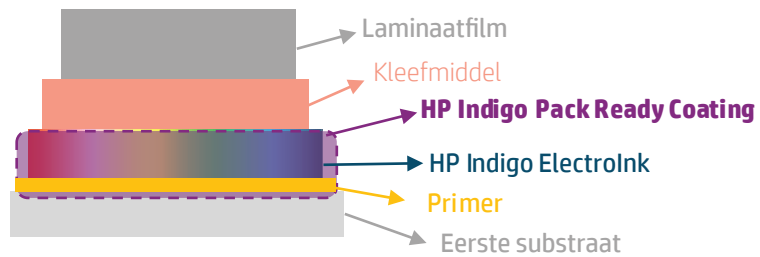 Laminaatfilm
Kleefmiddel
HP Indigo Pack Ready Coating
HP Indigo ElectroInk
Primer
Eerste substraat